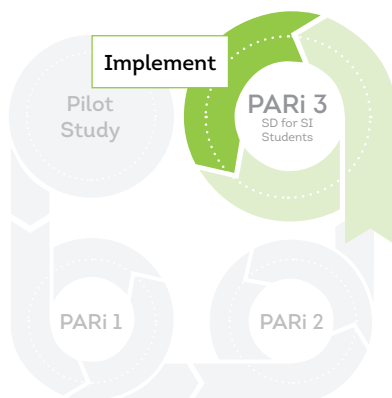 Implement
Pilot
Study
PARi 3
SD for SI
Students
PARi 1
PARi 2